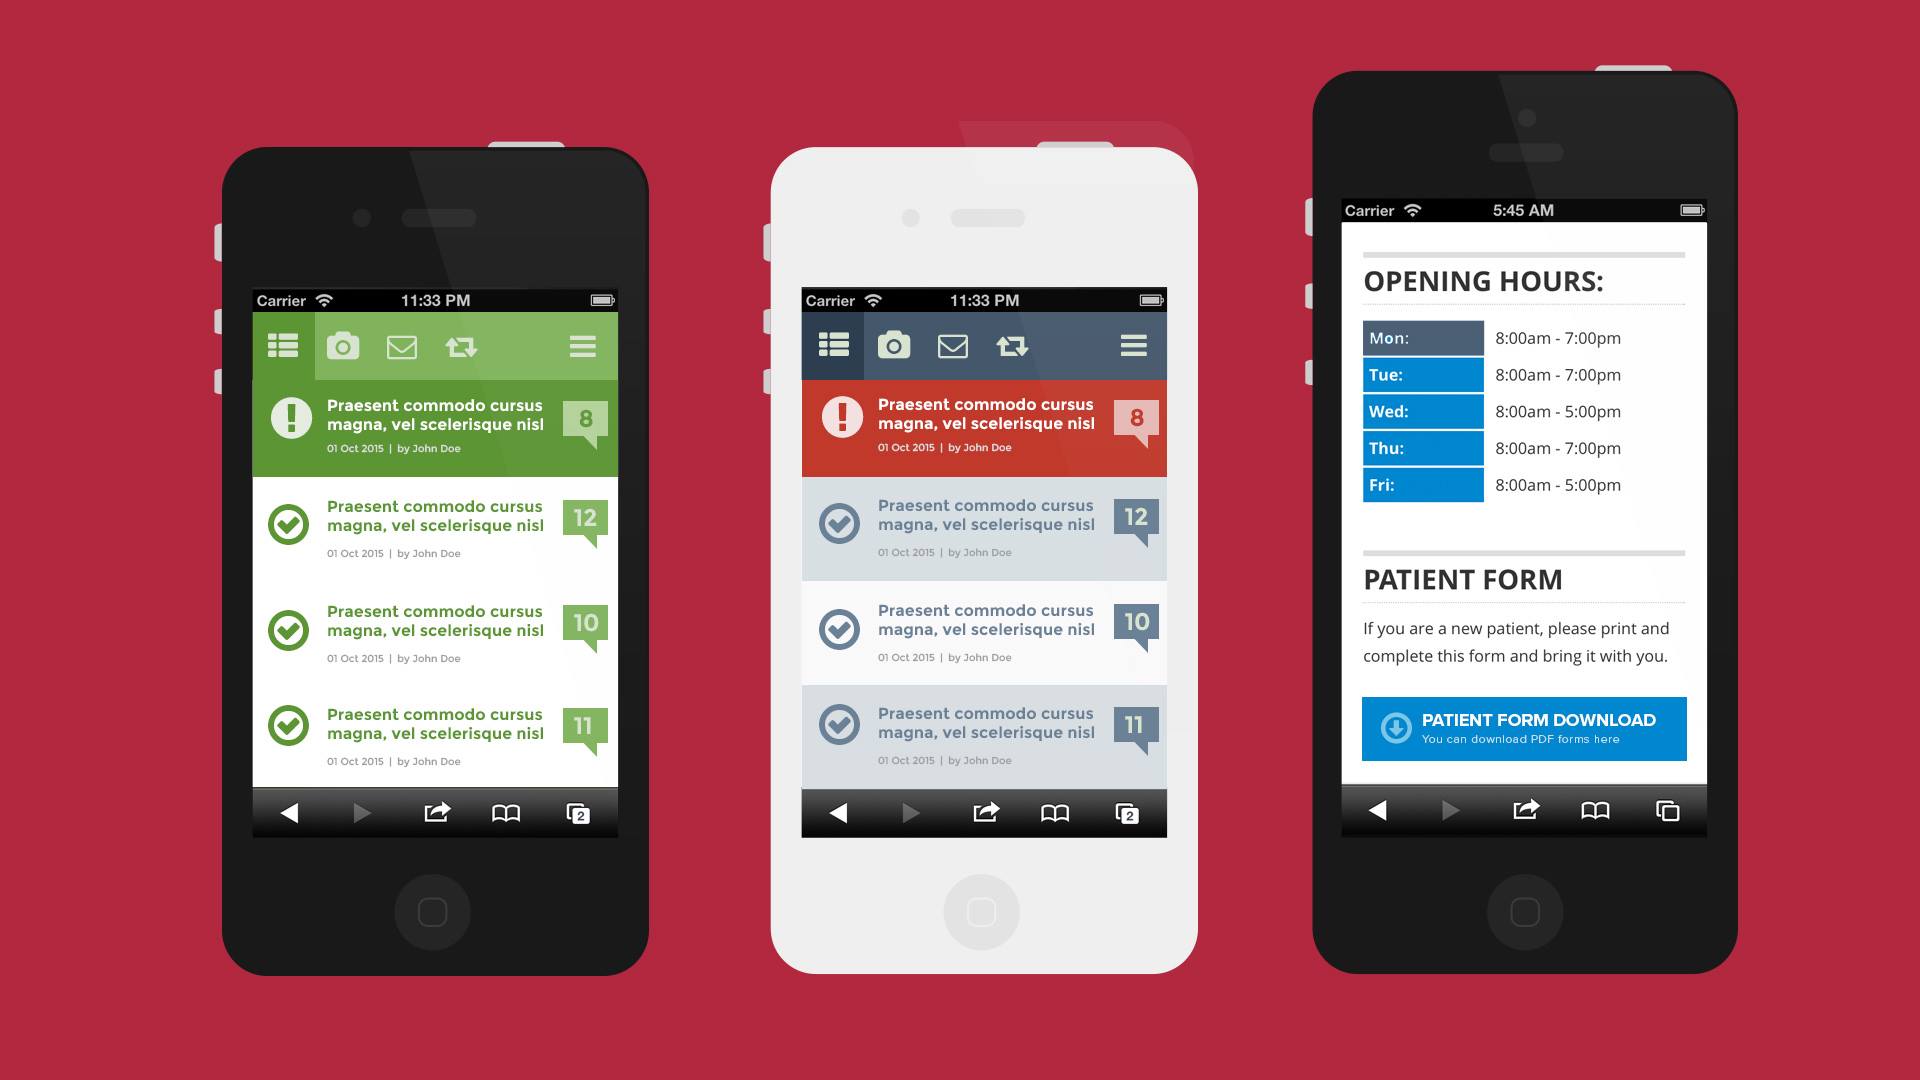 Carrier
11:33 PM
!
Praesent commodo cursus
magna, vel scelerisque nisl
01 Oct 2015 | by John Doe
8
Praesent commodo cursus
magna, vel scelerisque nisl
01 Oct 2015 | by John Doe
12
Praesent commodo cursus
magna, vel scelerisque nisl
01 Oct 2015 | by John Doe
10
Praesent commodo cursus
magna, vel scelerisque nisl
01 Oct 2015 | by John Doe
11
2
Carrier
11:33 PM
!
Praesent commodo cursus
magna, vel scelerisque nisl
01 Oct 2015 | by John Doe
8
Praesent commodo cursus
magna, vel scelerisque nisl
01 Oct 2015 | by John Doe
12
Praesent commodo cursus
magna, vel scelerisque nisl
01 Oct 2015 | by John Doe
10
Praesent commodo cursus
magna, vel scelerisque nisl
01 Oct 2015 | by John Doe
11
2
Carrier
5:45 AM
OPENING HOURS:
Mon: 8:00am - 7:00pm
Tue: 8:00am - 7:00pm
Wed: 8:00am - 5:00pm
Thu: 8:00am - 7:00pm
Fri: 8:00am - 5:00pm
PATIENT FORM
If you are a new patient, please print and
complete this form and bring it with you.
PATIENT FORM DOWNLOAD
You can download PDF forms here